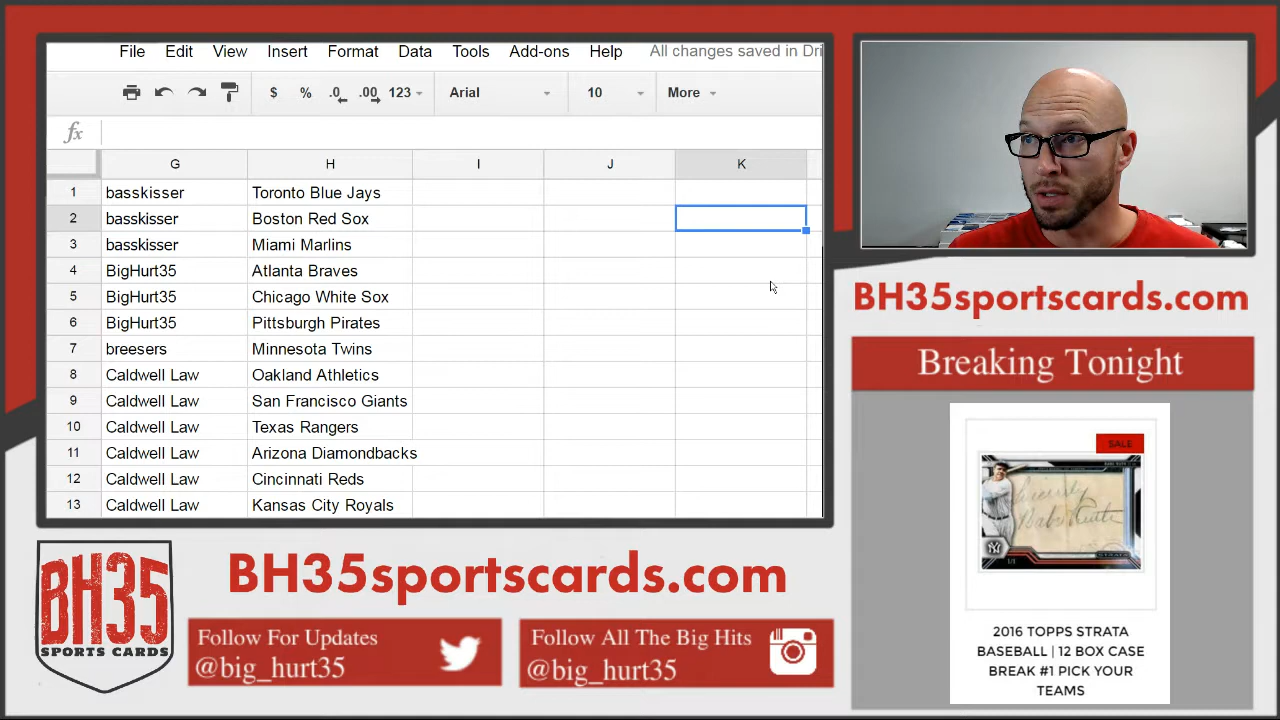 File Edit View Insert Format Data Tools Add-ons Help All changes saved in Dri
$ % .0 .00 123 Arial 10 More
fx
G H I J K
1 basskisser Toronto Blue Jays
2 basskisser Boston Red Sox
3 basskisser Miami Marlins
4 BigHurt35 Atlanta Braves
5 BigHurt35 Chicago White Sox
6 BigHurt35 Pittsburgh Pirates
7 breesers Minnesota Twins
8 Caldwell Law Oakland Athletics
9 Caldwell Law San Francisco Giants
10 Caldwell Law Texas Rangers
11 Caldwell Law Arizona Diamondbacks
12 Caldwell Law Cincinnati Reds
13 Caldwell Law Kansas City Royals
BH35sportscards.com
Breaking Tonight
SALE
Sincerely
Babe Ruth
2016 TOPPS STRATA
BASEBALL | 12 BOX CASE
BREAK #1 PICK YOUR
TEAMS
BH35
SPORTS CARDS
BH35sportscards.com
Follow For Updates
@big_hurt35
Follow All The Big Hits
@big_hurt35